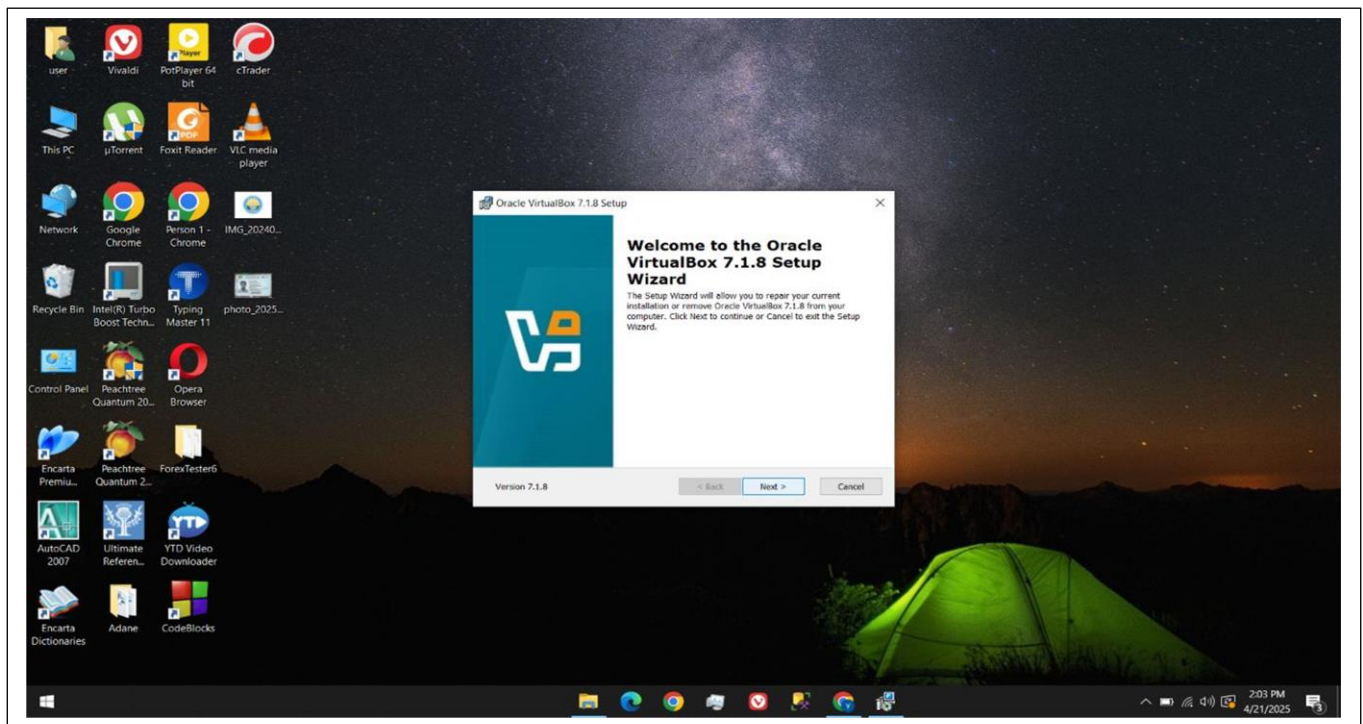 user
Vivaldi
PotPlayer 64
bit
cTrader
This PC
µTorrent
Foxit Reader
VLC media
player
Network
Google
Chrome
Person 1 -
Chrome
IMG_20240...
Recycle Bin
Intel(R) Turbo
Boost Techn...
Typing
Master 11
photo_2025...
Control Panel
Peachtree
Quantum 20...
Opera
Browser
Encarta
Premiu...
Peachtree
Quantum 2...
ForexTester6
AutoCAD
2007
Ultimate
Referen...
YTD Video
Downloader
Encarta
Dictionaries
Adane
CodeBlocks
Oracle VirtualBox 7.1.8 Setup
Welcome to the Oracle
VirtualBox 7.1.8 Setup
Wizard
The Setup Wizard will allow you to repair your current
installation or remove Oracle VirtualBox 7.1.8 from your
computer. Click Next to continue or Cancel to exit the Setup
Wizard.
Version 7.1.8
< Back
Next >
Cancel
2:03 PM
4/21/2025
3